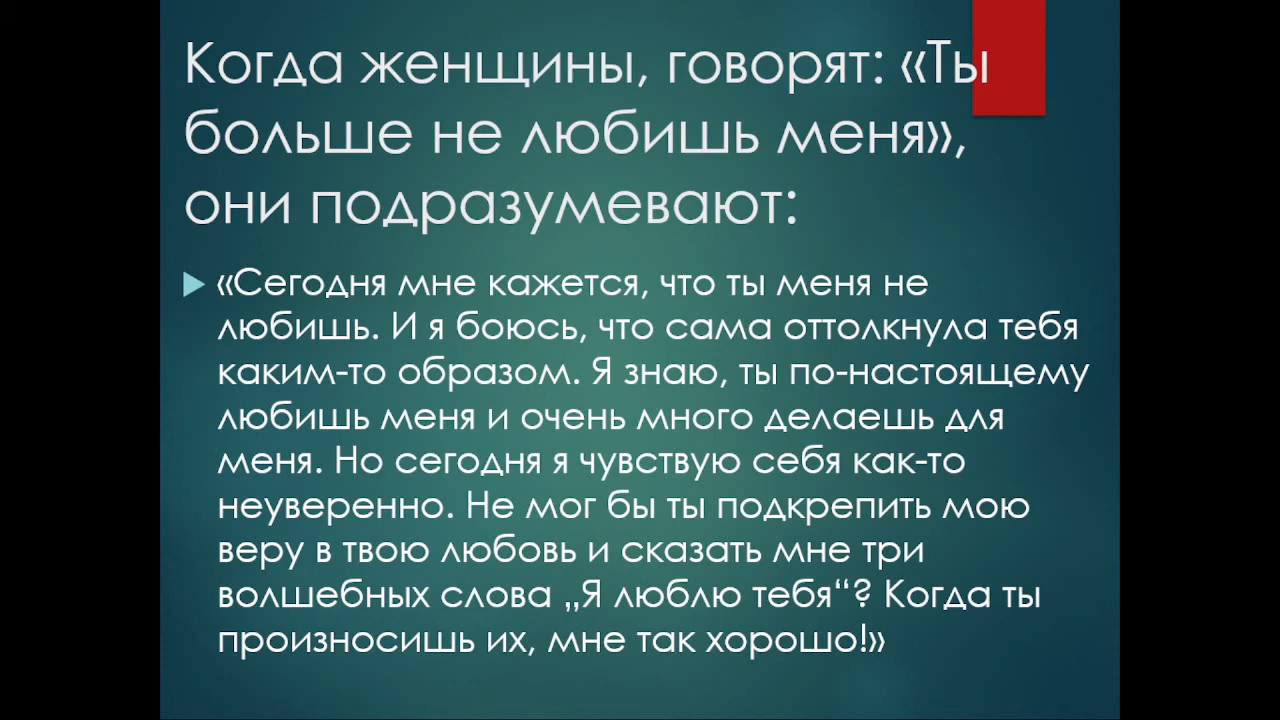 Когда женщины, говорят: «Ты
больше не любишь меня»,
они подразумевают:
«Сегодня мне кажется, что ты меня не
любишь. И я боюсь, что сама оттолкнула тебя
каким-то образом. Я знаю, ты по-настоящему
любишь меня и очень много делаешь для
меня. Но сегодня я чувствую себя как-то
неуверенно. Не мог бы ты подкрепить мою
веру в твою любовь и сказать мне три
волшебных слова „Я люблю тебя“? Когда ты
произносишь их, мне так хорошо!»